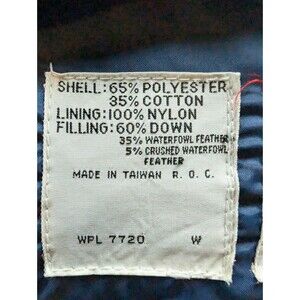 SHELL: 65% POLYESTER
35% COTTON
LINING: 100% NYLON
FILLING: 60% DOWN
35% WATERFOWL FEATHER
5% CRUSHED WATERFOWL
FEATHER
MADE IN TAIWAN R. O. C.
WPL 7720 W